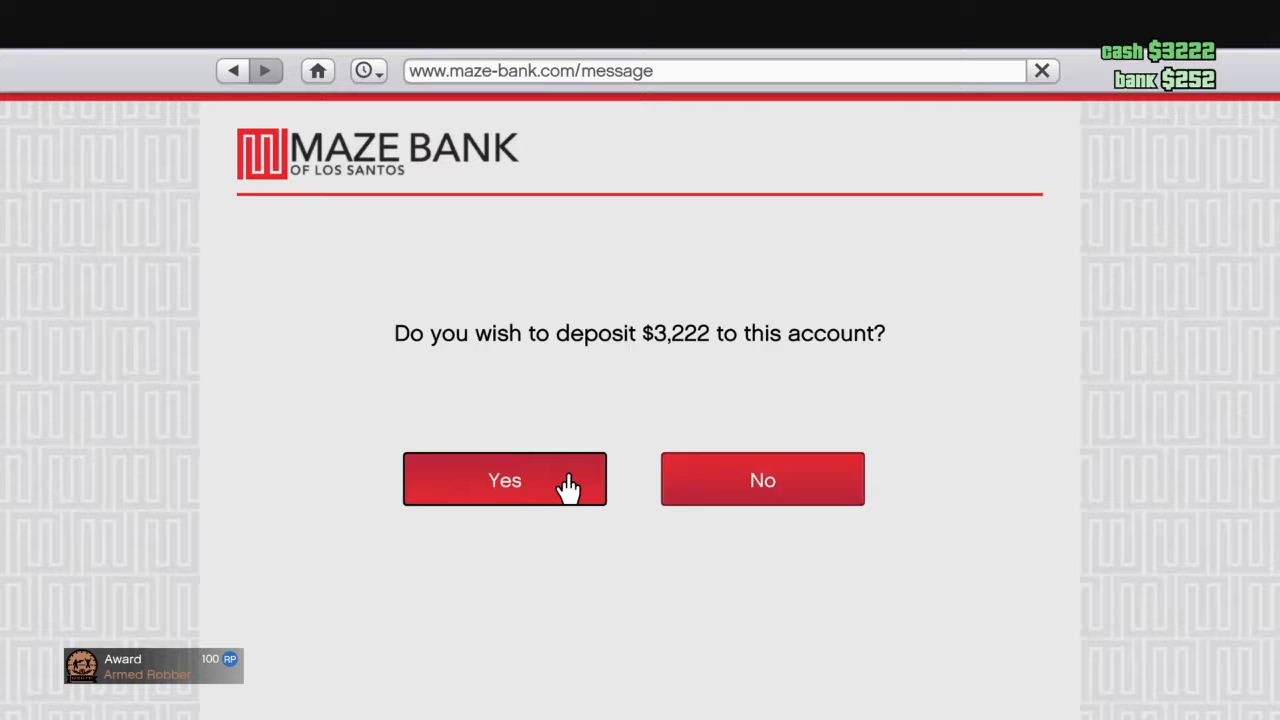 cash $3222
bank $252
www.maze-bank.com/message
MAZE BANK
OF LOS SANTOS
Do you wish to deposit $3,222 to this account?
Yes
No
Award 100 RP
Armed Robber